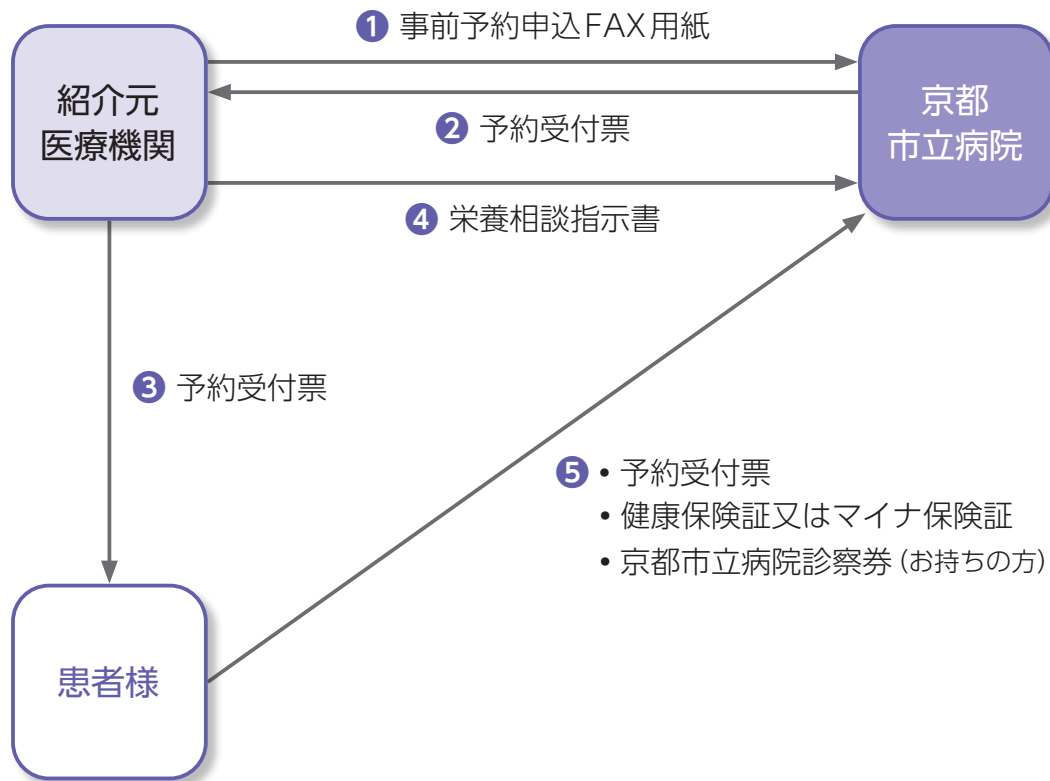 ❶ 事前予約申込FAX用紙
紹介元
医療機関
京都
市立病院
❷ 予約受付票
❹ 栄養相談指示書
❸ 予約受付票
❺ • 予約受付票
• 健康保険証又はマイナ保険証
• 京都市立病院診察券 (お持ちの方)
患者様